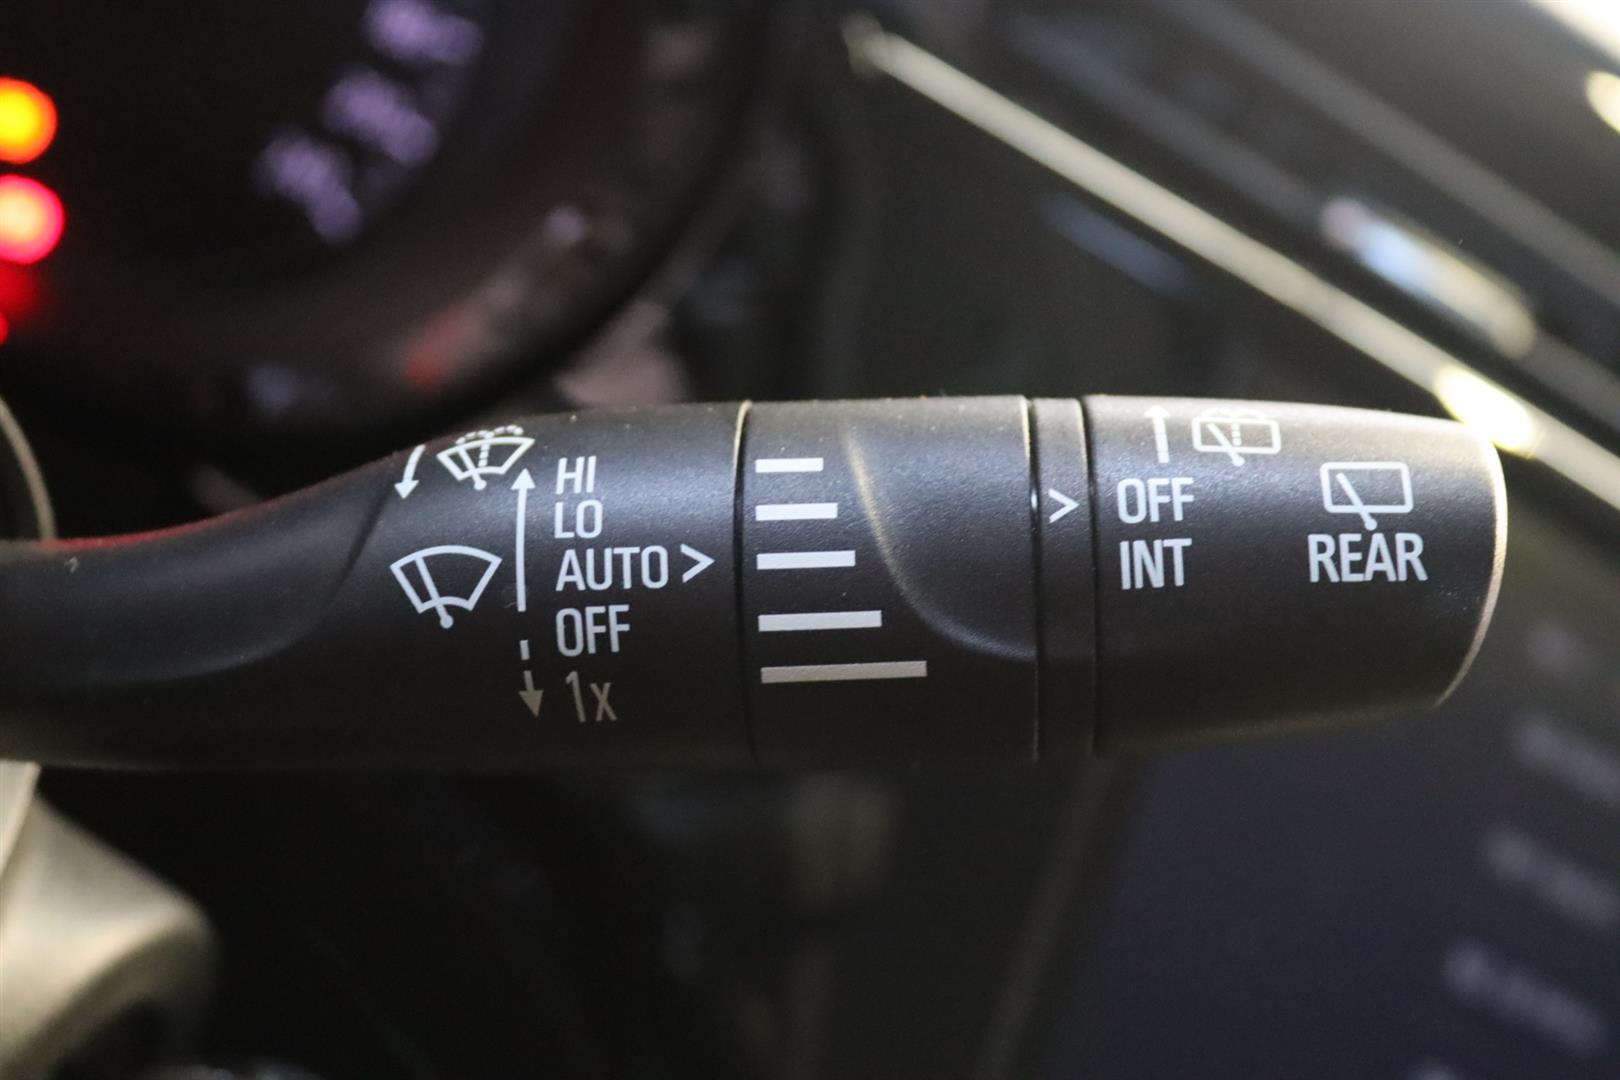 HI
LO
AUTO >
OFF
1x
> OFF
INT
REAR